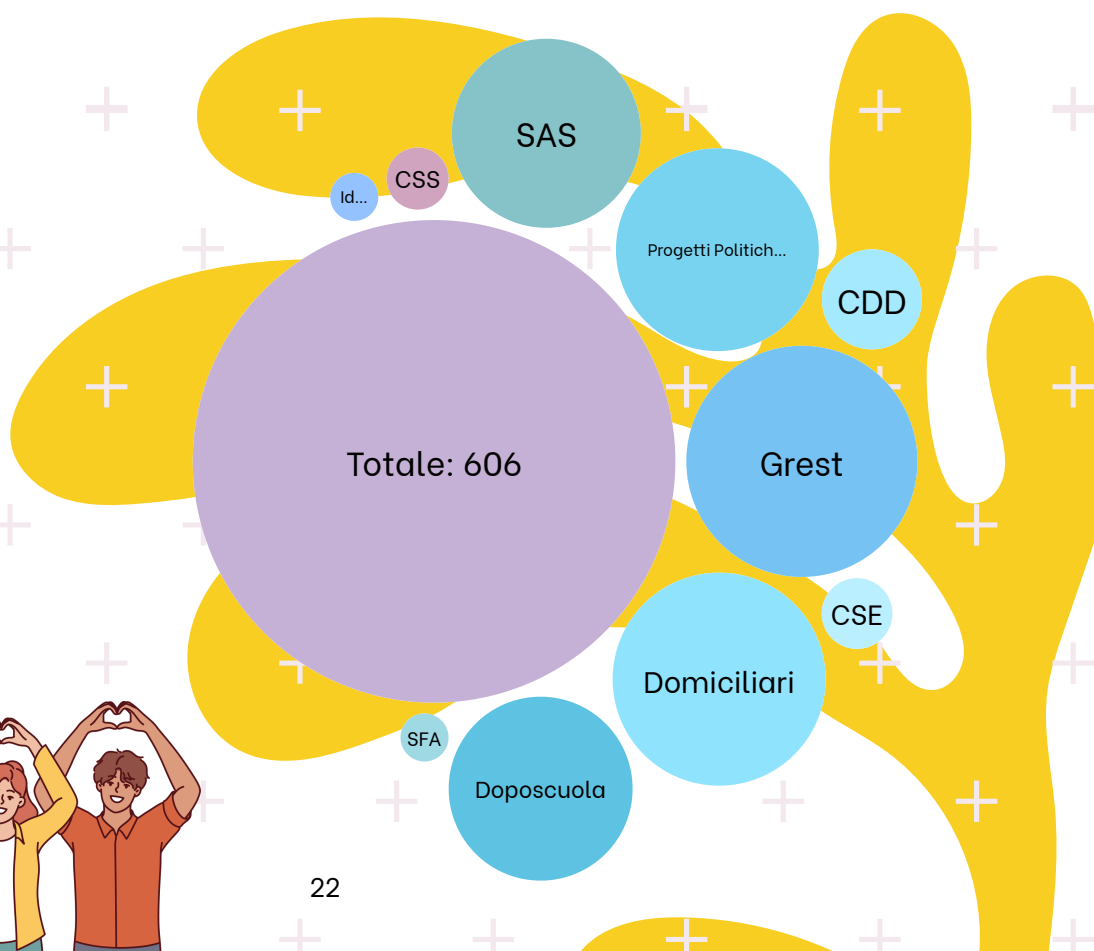 SAS
CSS
Id...
Progetti Politich...
CDD
Totale: 606
Grest
CSE
Domiciliari
SFA
Doposcuola
22